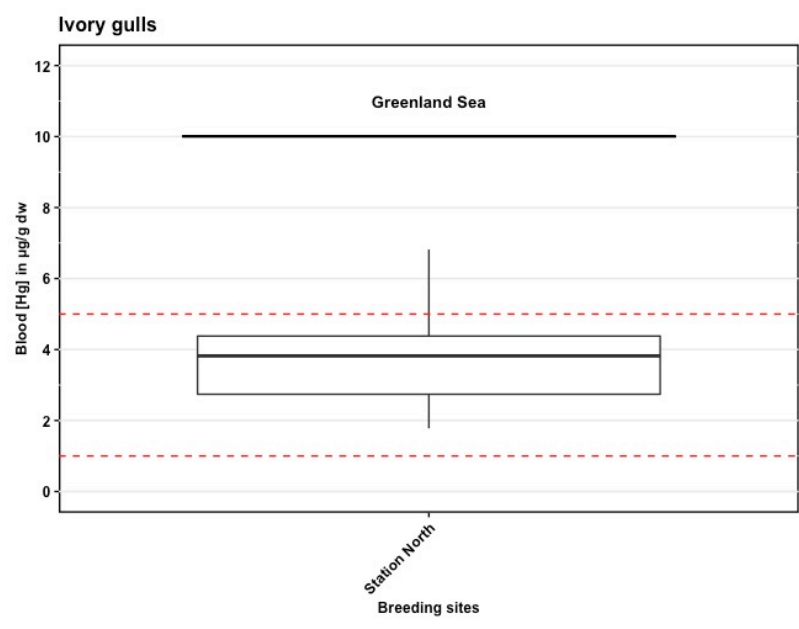 Ivory gulls
12
Greenland Sea
10
8
6
4
2
0
Blood [Hg] in µg/g dw
Station North
Breeding sites